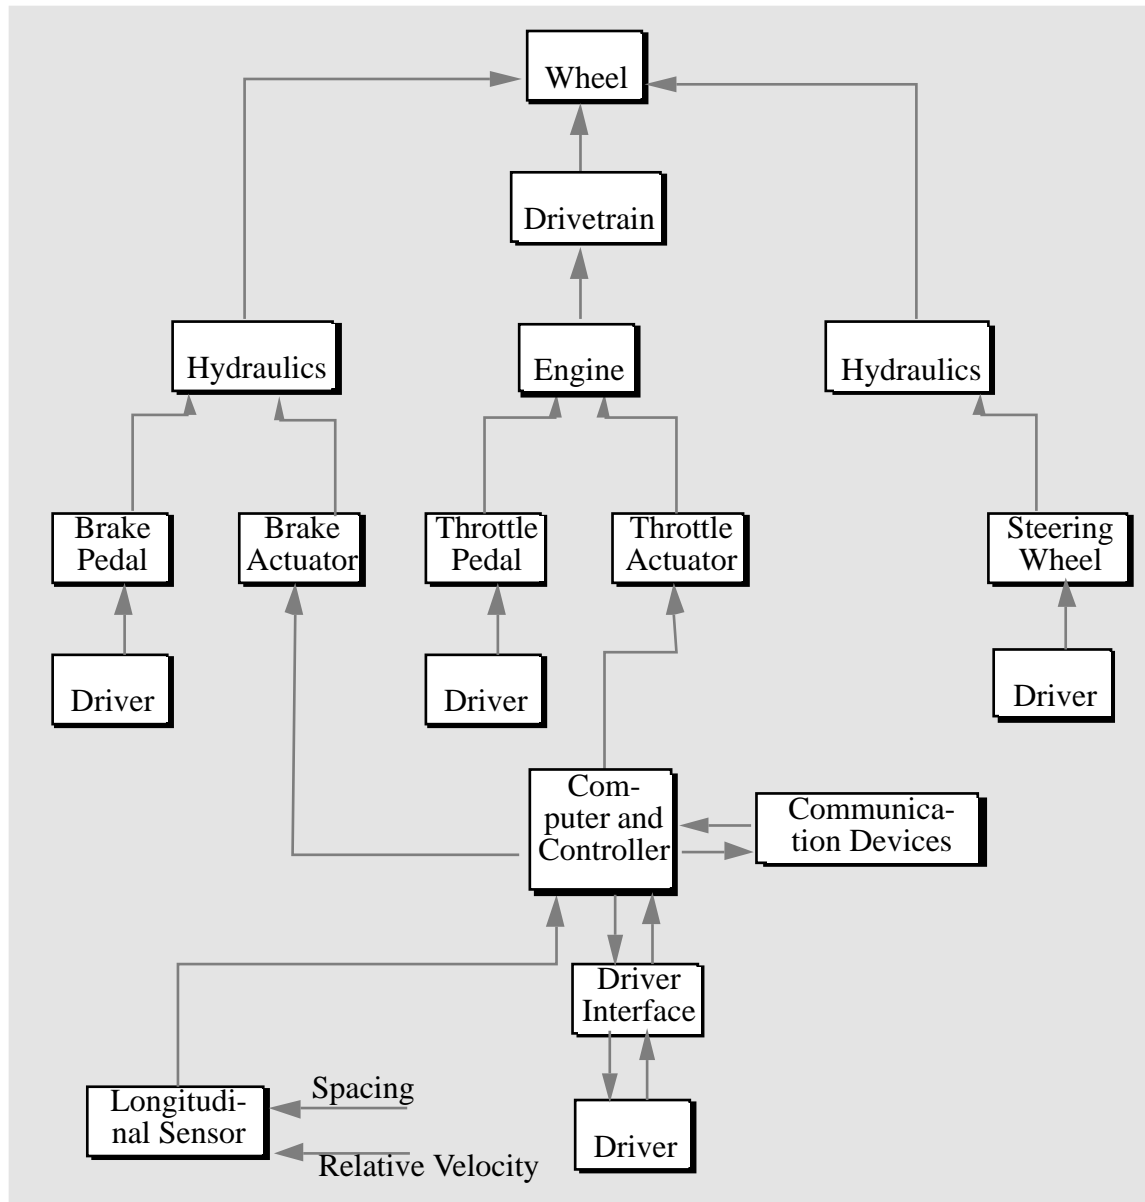 Wheel
Drivetrain
Hydraulics
Engine
Hydraulics
Brake
Pedal
Brake
Actuator
Throttle
Pedal
Throttle
Actuator
Steering
Wheel
Driver
Driver
Driver
Com-
puter and
Controller
Communica-
tion Devices
Driver
Interface
Longitudi-
nal Sensor
Spacing
Relative Velocity
Driver